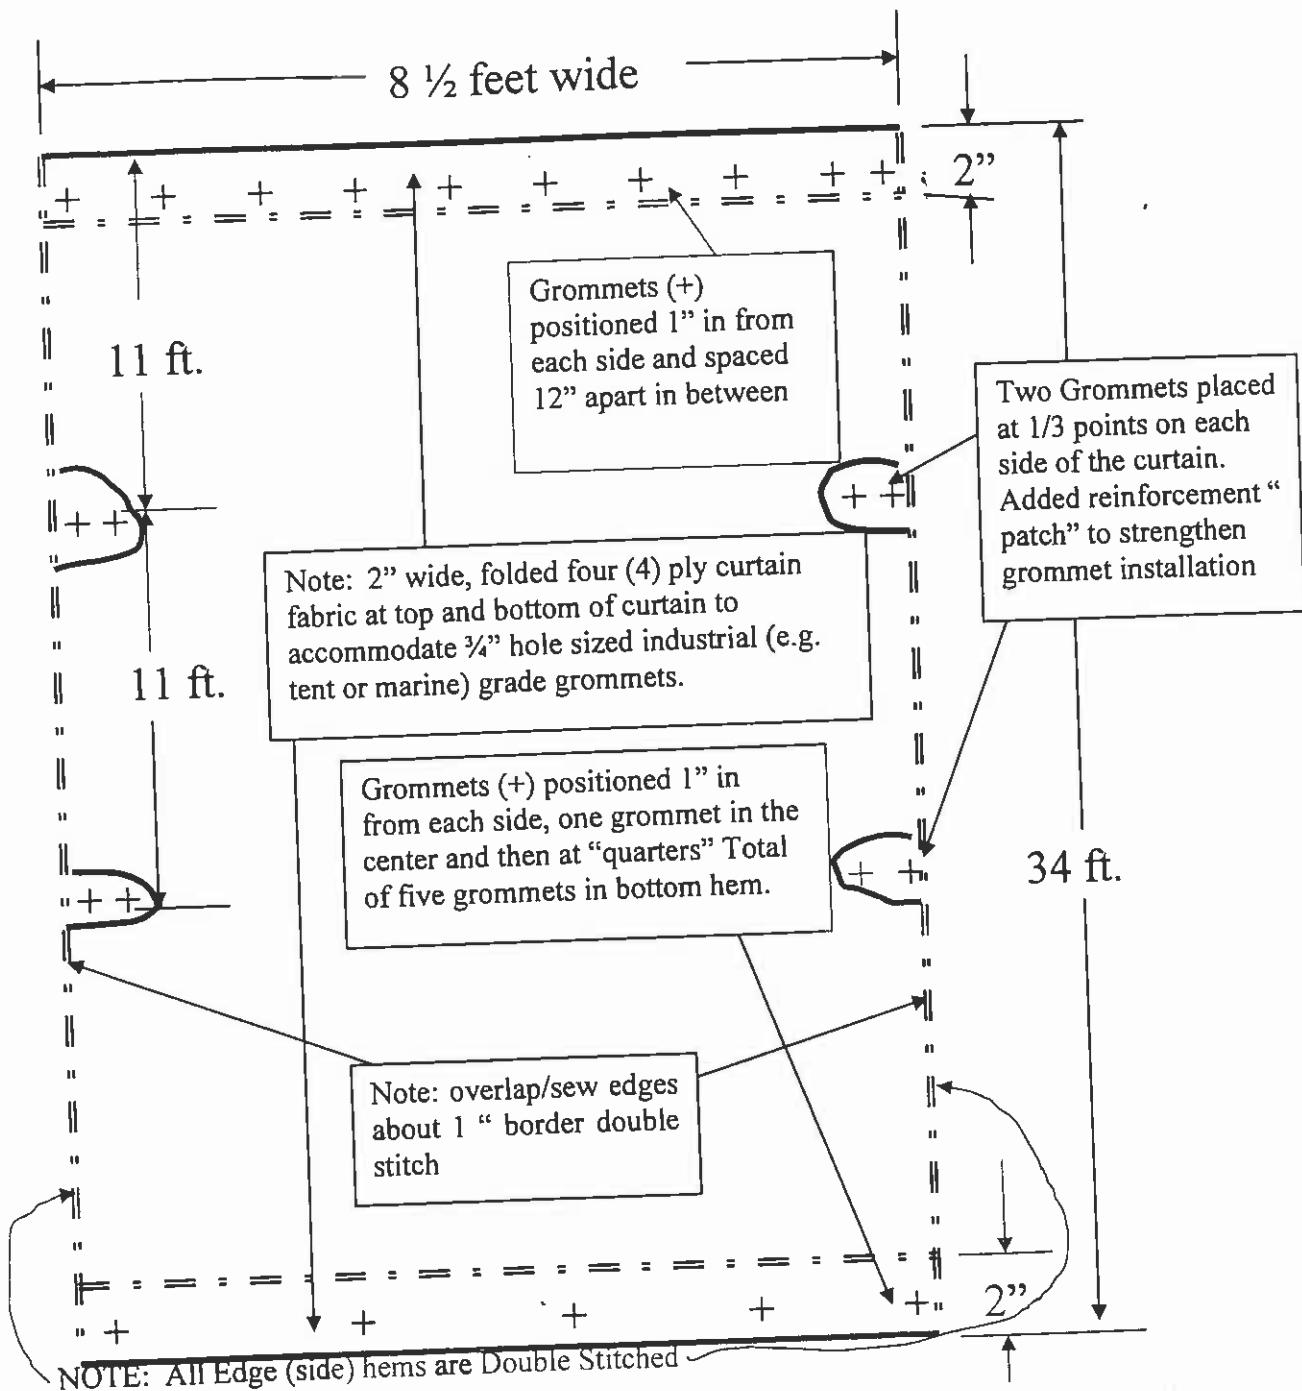 8 ½ feet wide
2”
Grommets (+)
positioned 1” in from
each side and spaced
12” apart in between
11 ft.
Two Grommets placed
at 1/3 points on each
side of the curtain.
Added reinforcement “
patch” to strengthen
grommet installation
Note: 2” wide, folded four (4) ply curtain
fabric at top and bottom of curtain to
accommodate ¾” hole sized industrial (e.g.
tent or marine) grade grommets.
11 ft.
Grommets (+) positioned 1” in
from each side, one grommet in the
center and then at “quarters” Total
of five grommets in bottom hem.
34 ft.
Note: overlap/sew edges
about 1 “ border double
stitch
2”
NOTE: All Edge (side) hems are Double Stitched